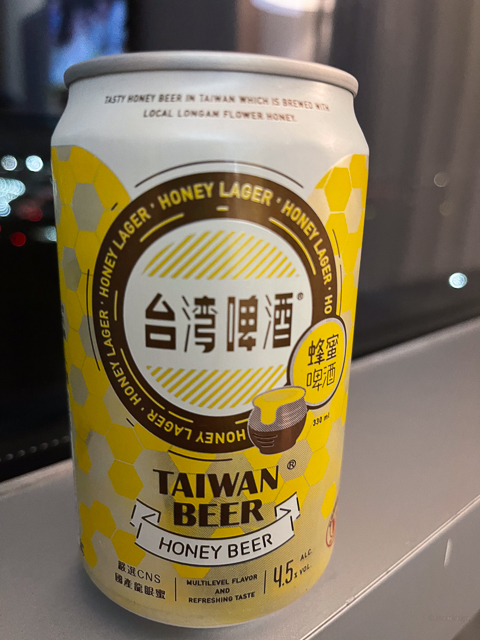 TASTY HONEY BEER IN TAIWAN WHICH IS BREWED WITH
LOCAL LONGAN FLOWER HONEY.
HONEY LAGER · HONEY LAGER · HONEY LAGER · HO
HONEY LAGER · HONEY LAGER
台湾啤酒®
蜂蜜
啤酒
330 ml
TAIWAN®
BEER
HONEY BEER
嚴選CNS
國產龍眼蜜
MULTILEVEL FLAVOR
AND
REFRESHING TASTE
4.5% ALC.
VOL.